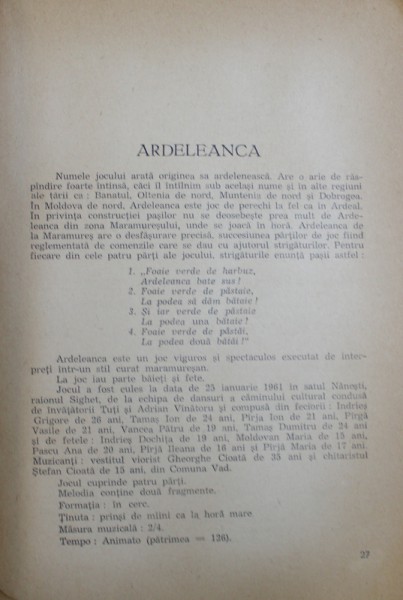 ARDELEANCA
Numele jocului arată originea sa ardelenească. Are o arie de răs-
pîndire foarte întinsă, căci îl întîlnim sub același nume și în alte regiuni
ale țării ca : Banatul, Oltenia de nord, Muntenia de nord și Dobrogea.
În Moldova de nord, Ardeleanca este joc de perechi la fel ca în Ardeal.
În privința construcției pașilor nu se deosebește prea mult de Arde-
leanca din zona Maramureșului, unde se joacă în horă. Ardeleanca de
la Maramureș are o desfășurare precisă, succesiunea părților de joc fiind
reglementată de comenzile care se dau cu ajutorul strigăturilor. Pentru
fiecare din cele patru părți ale jocului, strigăturile enunță pașii astfel :
1. „Foaie verde de harbuz,
Ardeleanca bate sus !
2. Foaie verde de păstaie,
La podea să dăm bătaie !
3. Și iar verde de păstaie
La podea una bătaie !
4. Foaie verde de păstăi,
La podea două bătăi !"
Ardeleanca este un joc viguros și spectaculos executat de inter-
preți într-un stil curat maramureșan.
La joc iau parte băieți și fete.
Jocul a fost cules la data de 25 ianuarie 1961 în satul Nănești,
raionul Sighet, de la echipa de dansuri a căminului cultural condusă
de învățătorii Tuți și Adrian Vînătoru și compusă din feciorii : Indrieș
Grigore de 26 ani, Tamaș Ion de 24 ani, Pîrja Ion de 21 ani, Pîrgă
Vasile de 21 ani, Vancea Pătru de 19 ani, Tamaș Dumitru de 24 ani
și de fetele : Indrieș Dochița de 19 ani, Moldovan Maria de 15 ani,
Pascu Ana de 20 ani, Pîrjă Ileana de 16 ani și Pîrjă Maria de 17 ani.
Muzicanți : vestitul viorist Gheorghe Cioată de 35 ani și chitaristul
Ștefan Cioată de 15 ani, din Comuna Vad.
Jocul cuprinde patru părți.
Melodia conține două fragmente.
Formația : în cerc.
Ținuta : prinși de mîini ca la horă mare.
Măsura muzicală : 2/4.
Tempo : Animato (pătrimea = 126).
27